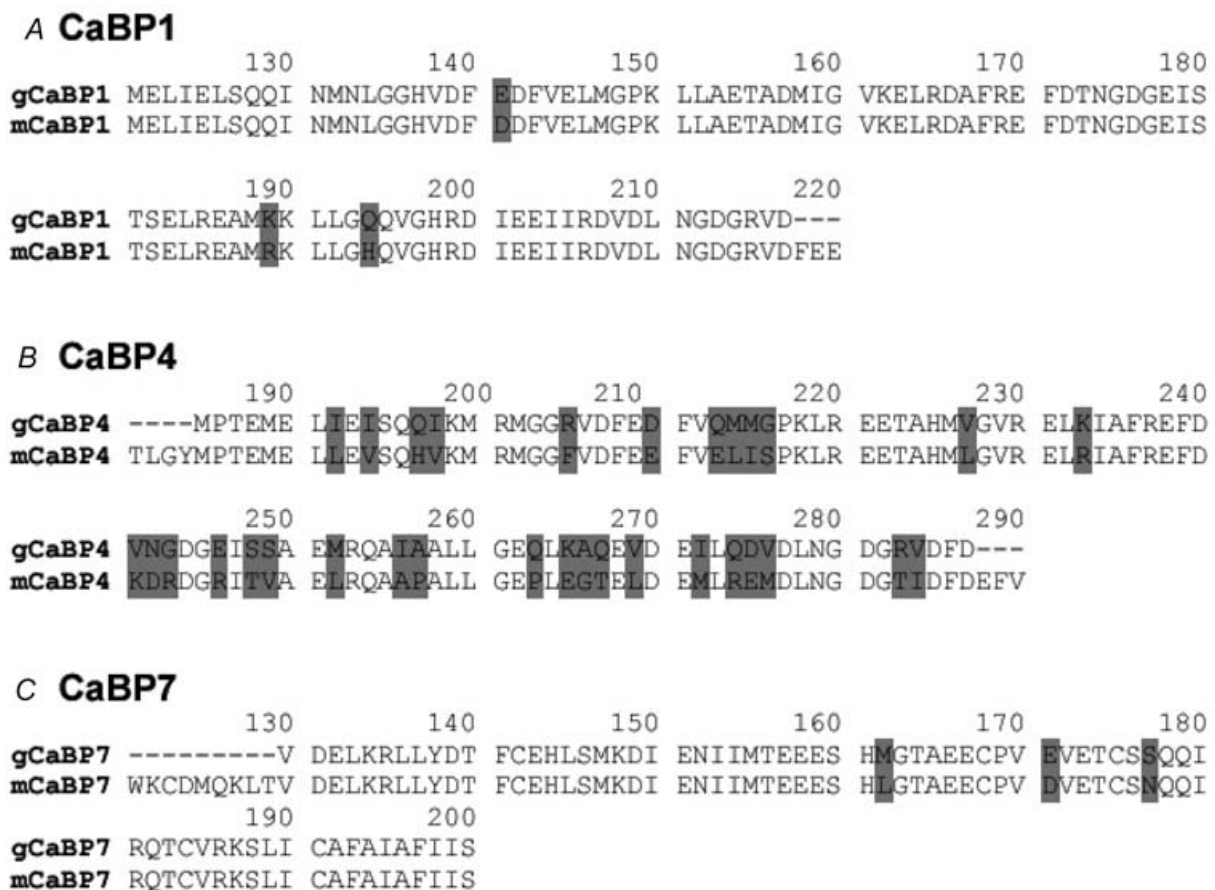 A CaBP1
130 140 150 160 170 180
gCaBP1 MELIELSQQI NMNLGGHVDF EDFVELMGPK LLAETADMIG VKELRDAFRE FDTNGDGEIS
mCaBP1 MELIELSQQI NMNLGGHVDF DDFVELMGPK LLAETADMIG VKELRDAFRE FDTNGDGEIS
190 200 210 220
gCaBP1 TSELREAMKK LLGQQVGHRD IEEIIRDVDL NGDGRVD---
mCaBP1 TSELREAMRK LLGHQVGHRD IEEIIRDVDL NGDGRVDFEE
B CaBP4
190 200 210 220 230 240
gCaBP4 ----MPTEME LIEISQQIKM RMGGRVDFED FVQMMGPKLR EETAHMVGVR ELKIAFREFD
mCaBP4 TLGYMPTEME LLEVSQHVKM RMGGFVDFEE FVELISPKLR EETAHMLGVR ELRIAFREFD
250 260 270 280 290
gCaBP4 VNGDGEISSA EMRQAIAALL GEQLKAQEVD EILQDVDLNG DGRVDFD---
mCaBP4 KDRDGRITVA ELRQAAPALL GEPLEGTELD EMLREMDLNG DGTIDFDEFV
C CaBP7
130 140 150 160 170 180
gCaBP7 ---------V DELKRLLYDT FCEHLSMKDI ENIIMTEEES HMGTAEECPV EVETCSSQQI
mCaBP7 WKCDMQKLTV DELKRLLYDT FCEHLSMKDI ENIIMTEEES HLGTAEECPV DVETCSNQQI
190 200
gCaBP7 RQTCVRKSLI CAFAIAFIIS
mCaBP7 RQTCVRKSLI CAFAIAFIIS